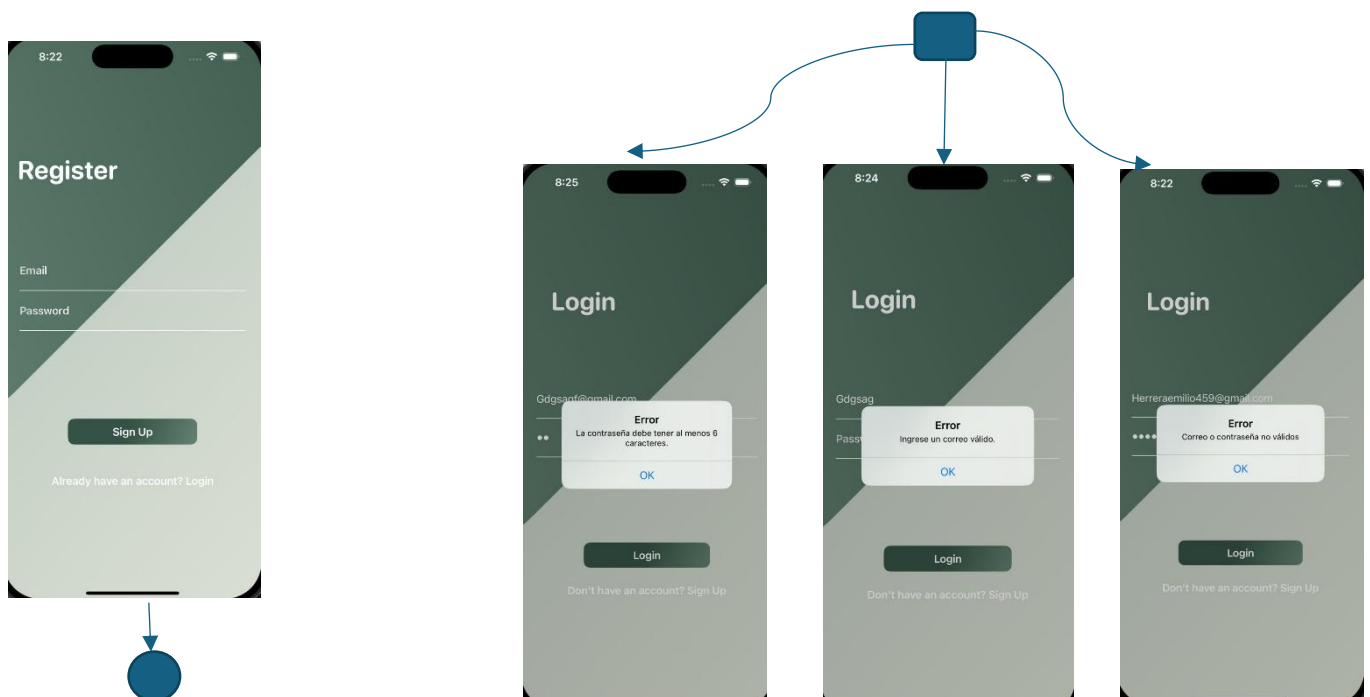 8:22
Register
Email
Password
Sign Up
Already have an account? Login
8:25
Login
Gdgsagf@gmail.com
Error
La contraseña debe tener al menos 6
caracteres.
OK
Login
Don't have an account? Sign Up
8:24
Login
Gdgsag
Passw
Error
Ingrese un correo válido.
OK
Login
Don't have an account? Sign Up
8:22
Login
Herreraemilio459@gmail.com
Error
Correo o contraseña no válidos
OK
Login
Don't have an account? Sign Up